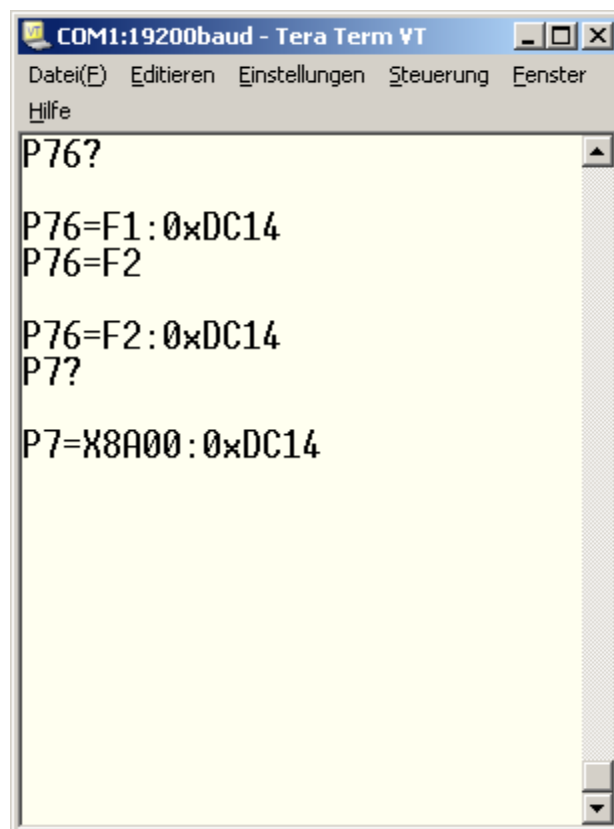 COM1:19200baud - Tera Term VT
Datei(F) Editieren Einstellungen Steuerung Fenster
Hilfe
P76?
P76=F1:0xDC14
P76=F2
P76=F2:0xDC14
P7?
P7=X8A00:0xDC14